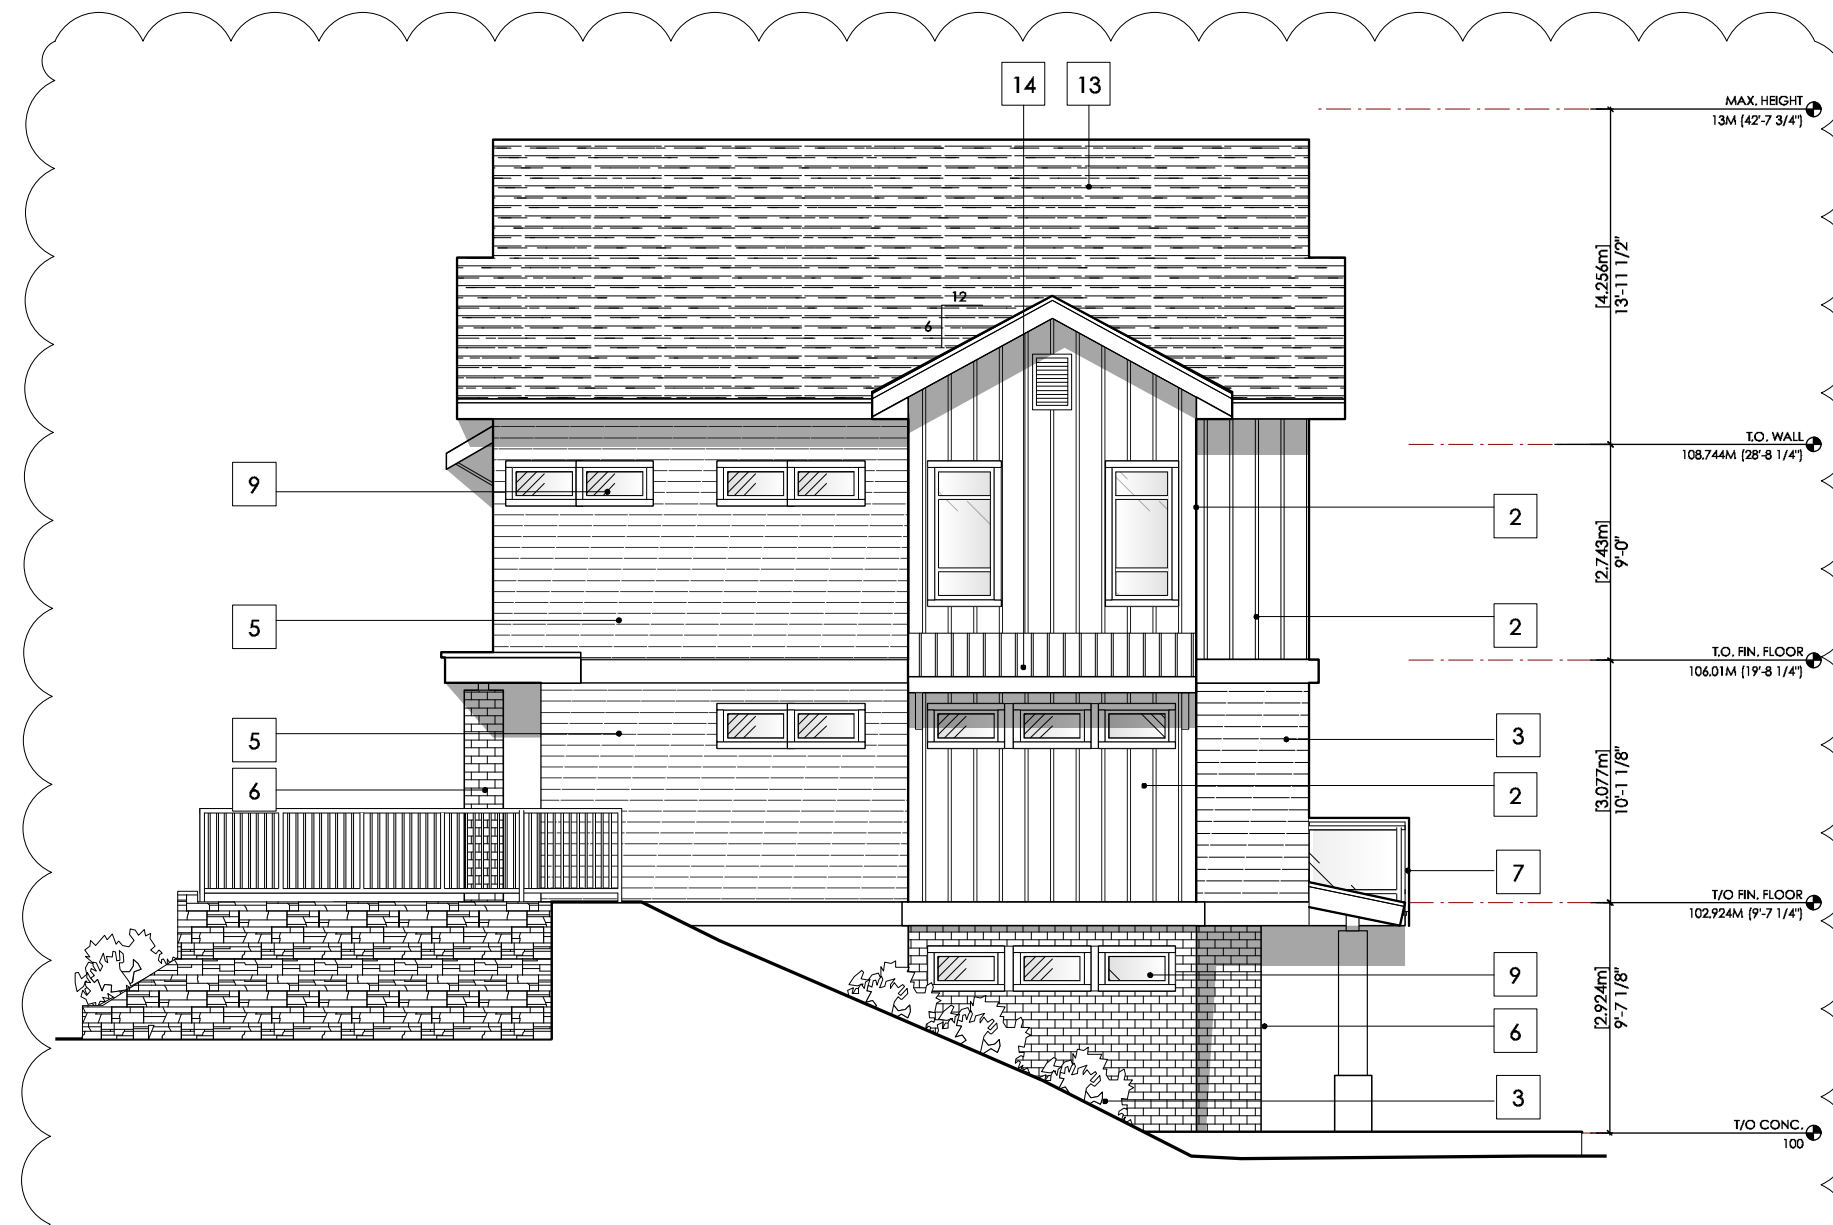 14
13
MAX. HEIGHT
13M (42'-7 3/4")
[4.256m]
13'-11 1/2"
12
6
T.O. WALL
108.744M (28'-8 1/4")
9
2
[2.743m]
9'-0"
5
2
T.O. FIN. FLOOR
106.01M (19'-8 1/4")
5
3
6
2
[3.077m]
10'-1 1/8"
7
T/O FIN. FLOOR
102.924M (9'-7 1/4")
9
[2.924m]
9'-7 1/8"
6
3
T/O CONC.
100